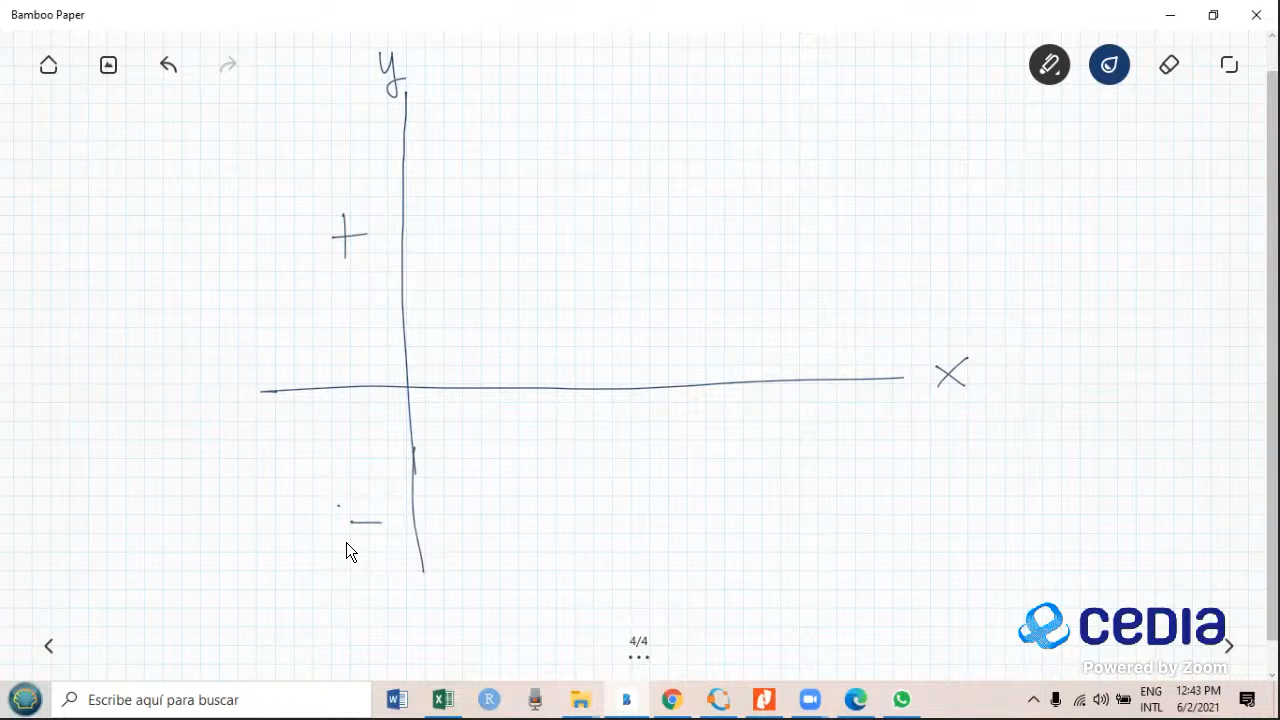 Bamboo Paper
y
+
x
-
4/4
cedia
Powered by Zoom
Escribe aquí para buscar
ENG
INTL
12:43 PM
6/2/2021